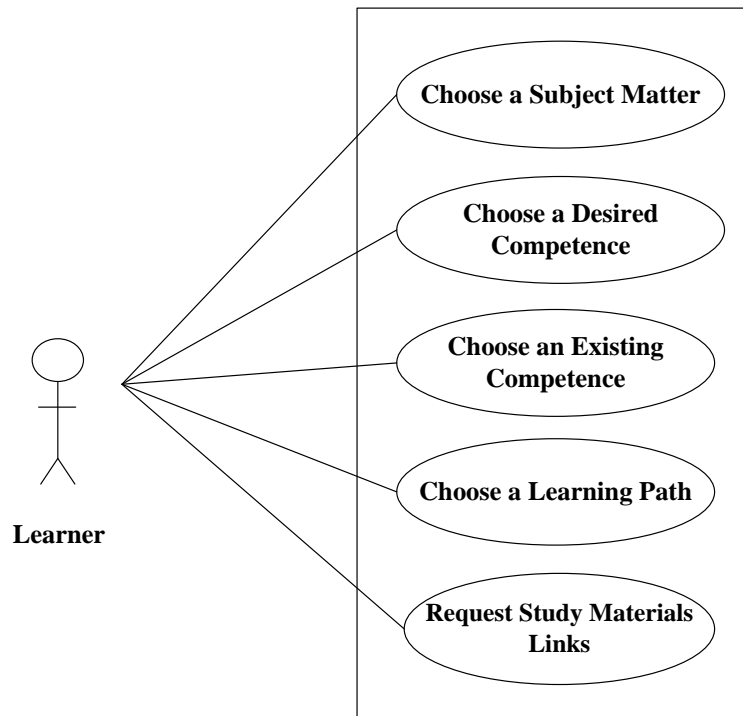 Choose a Subject Matter
Choose a Desired
Competence
Choose an Existing
Competence
Choose a Learning Path
Learner
Request Study Materials
Links